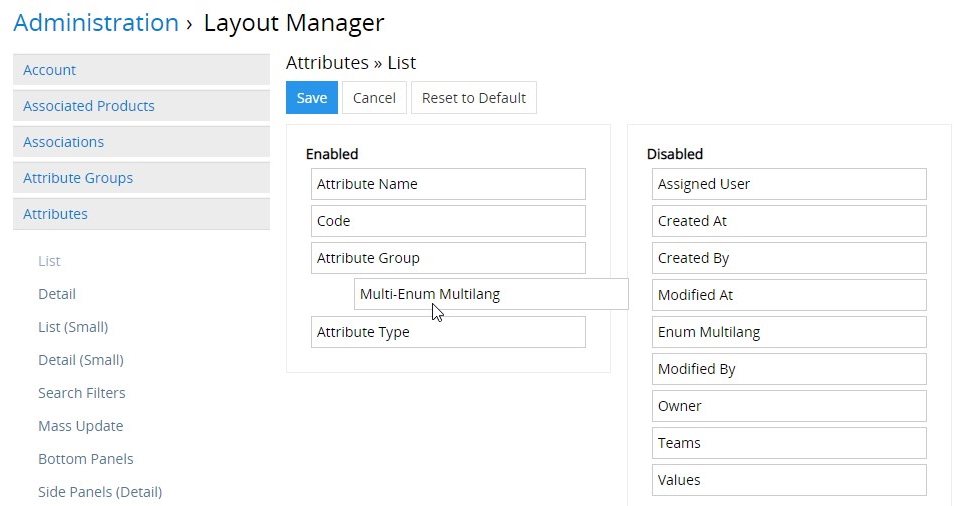 Administration › Layout Manager
Account
Associated Products
Associations
Attribute Groups
Attributes
List
Detail
List (Small)
Detail (Small)
Search Filters
Mass Update
Bottom Panels
Side Panels (Detail)
Attributes » List
Save Cancel Reset to Default
Enabled
Attribute Name
Code
Attribute Group
Multi-Enum Multilang
Attribute Type
Disabled
Assigned User
Created At
Created By
Modified At
Enum Multilang
Modified By
Owner
Teams
Values